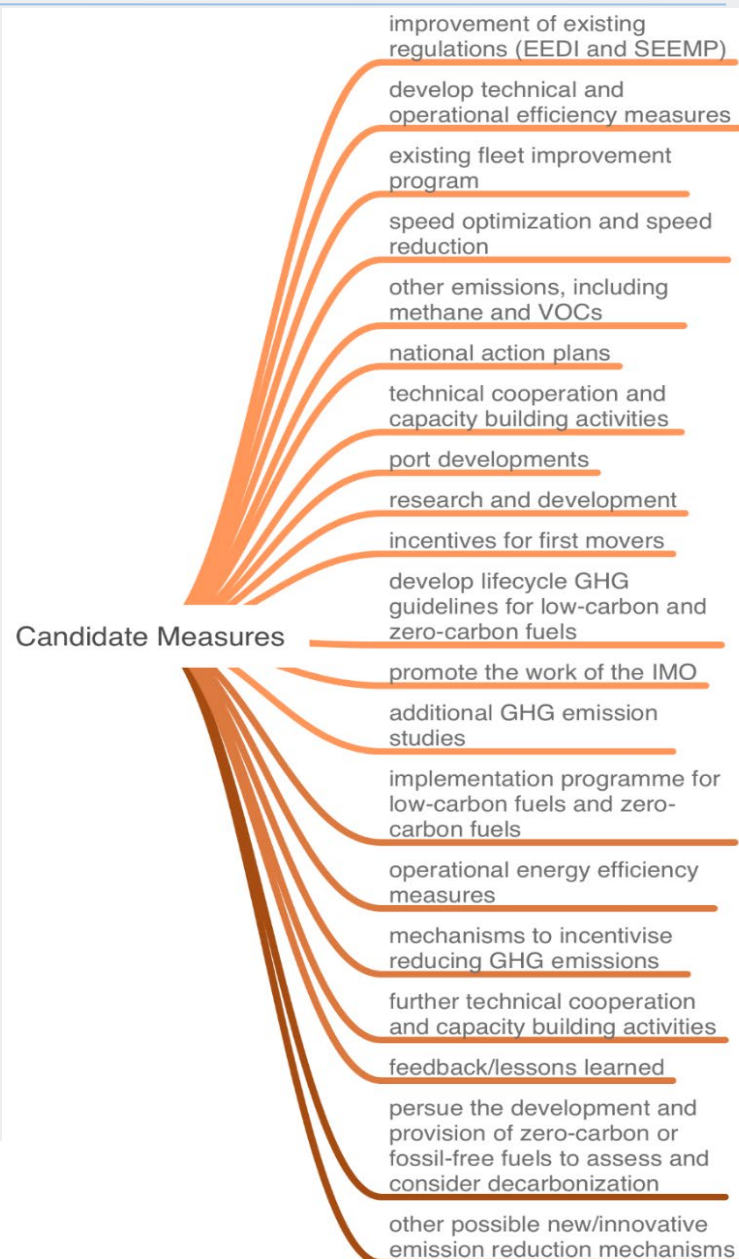 improvement of existing
regulations (EEDI and SEEMP)
develop technical and
operational efficiency measures
existing fleet improvement
program
speed optimization and speed
reduction
other emissions, including
methane and VOCs
national action plans
technical cooperation and
capacity building activities
port developments
research and development
incentives for first movers
develop lifecycle GHG
guidelines for low-carbon and
zero-carbon fuels
Candidate Measures
promote the work of the IMO
additional GHG emission
studies
implementation programme for
low-carbon fuels and zero-
carbon fuels
operational energy efficiency
measures
mechanisms to incentivise
reducing GHG emissions
further technical cooperation
and capacity building activities
feedback/lessons learned
persue the development and
provision of zero-carbon or
fossil-free fuels to assess and
consider decarbonization
other possible new/innovative
emission reduction mechanisms